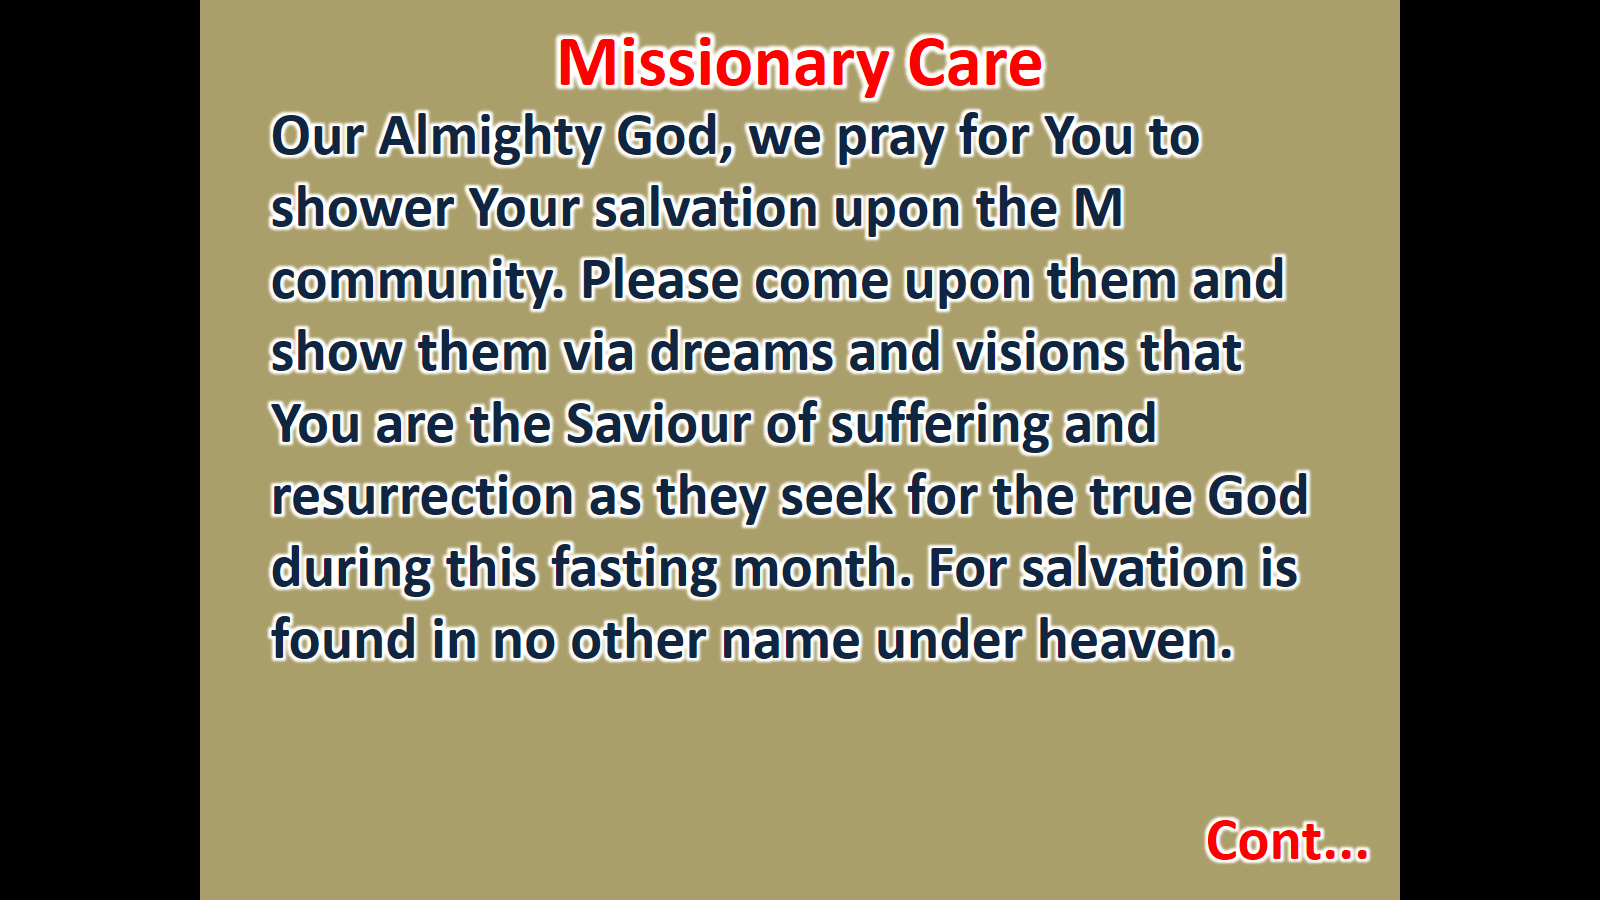 Missionary Care
Our Almighty God, we pray for You to
shower Your salvation upon the M
community. Please come upon them and
show them via dreams and visions that
You are the Saviour of suffering and
resurrection as they seek for the true God
during this fasting month. For salvation is
found in no other name under heaven.
Cont...